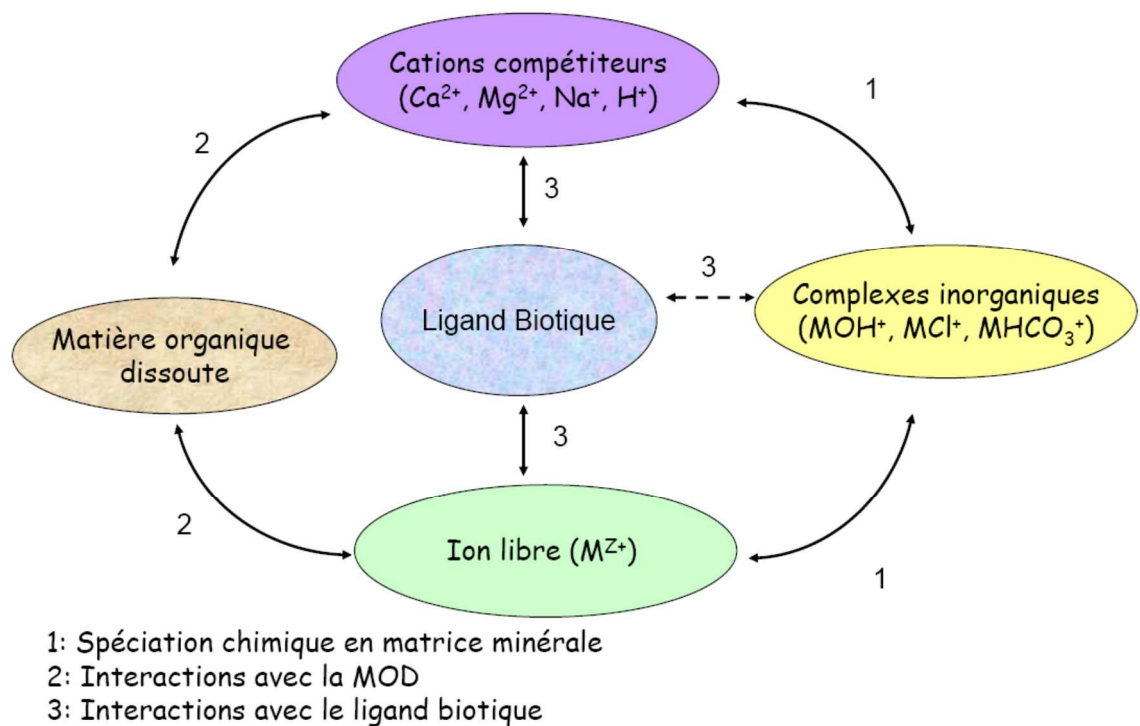 Cations compétiteurs
(Ca²⁺, Mg²⁺, Na⁺, H⁺)
1
2
3
3
Ligand Biotique
Complexes inorganiques
(MOH⁺, MCl⁺, MHCO₃⁺)
Matière organique
dissoute
3
2
Ion libre (Mᶻ⁺)
1
1: Spéciation chimique en matrice minérale
2: Interactions avec la MOD
3: Interactions avec le ligand biotique